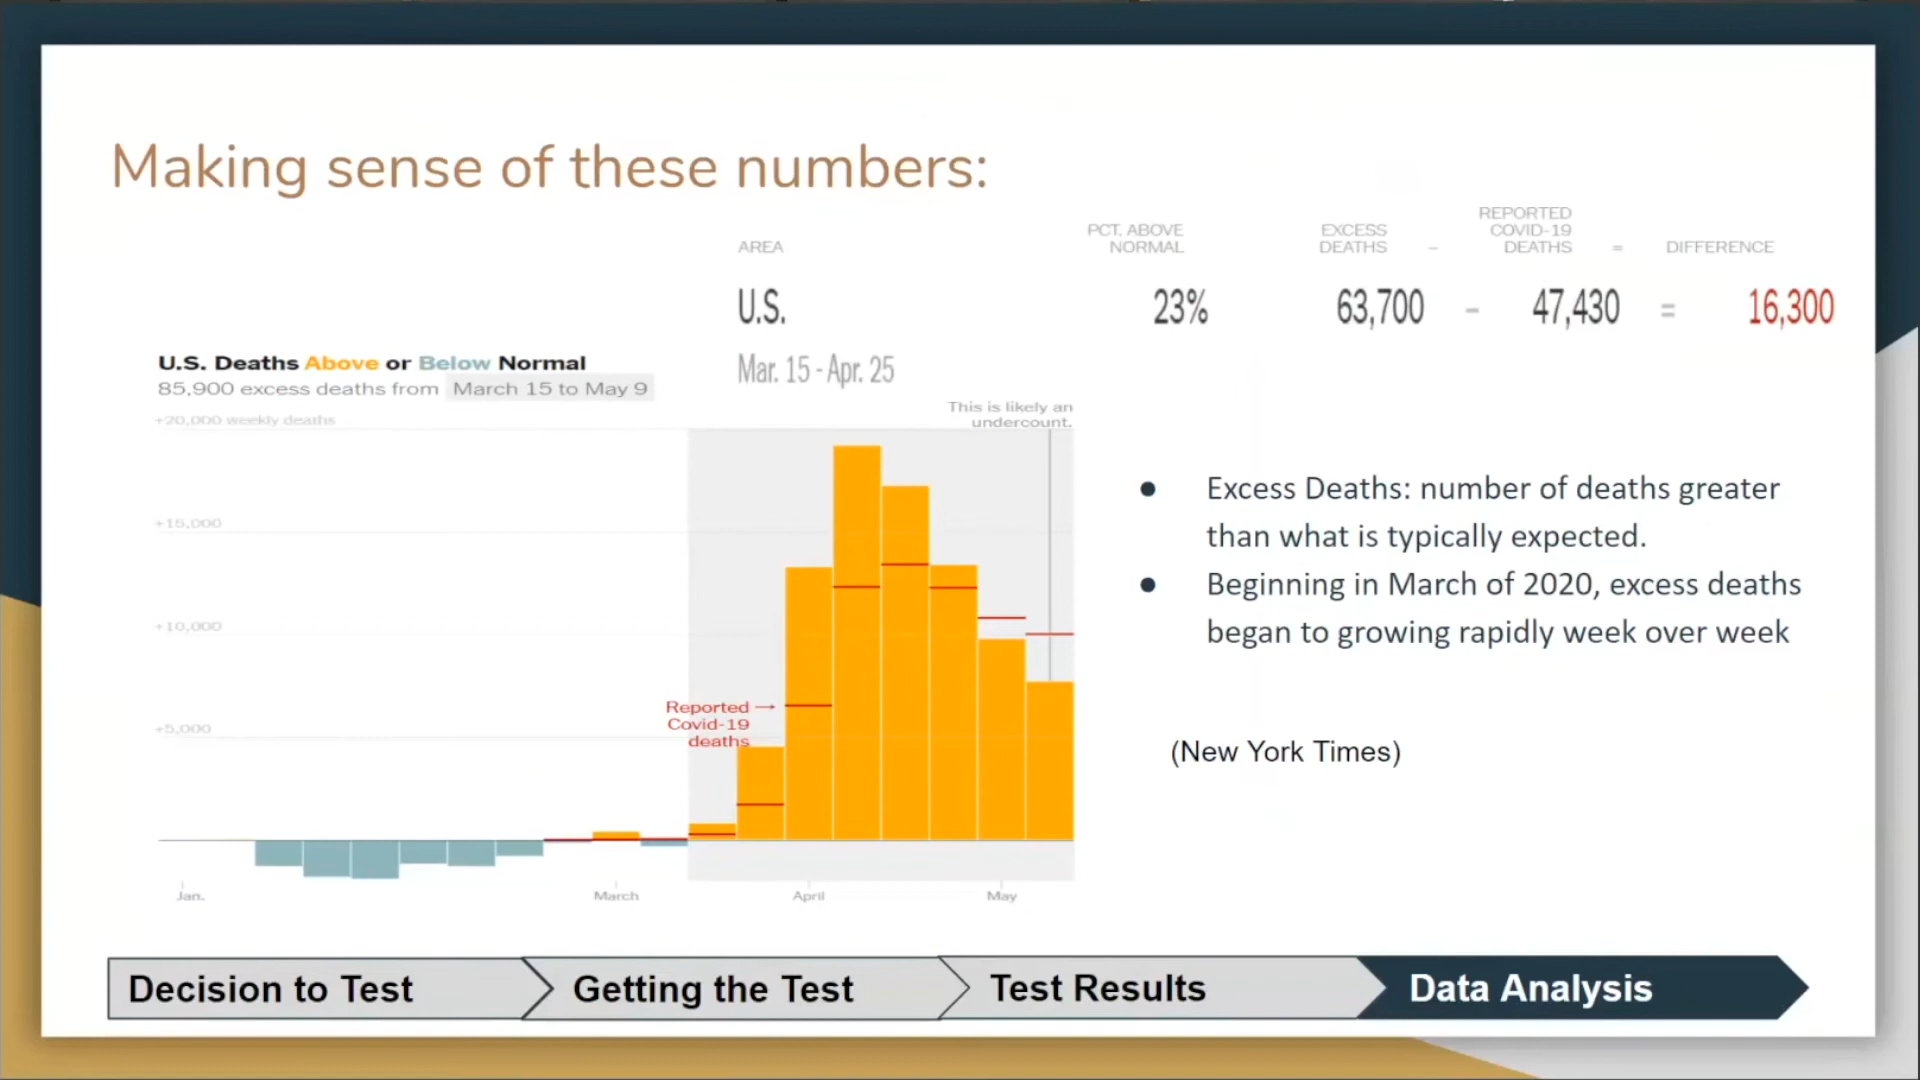 Making sense of these numbers:
AREA
PCT. ABOVE
NORMAL
EXCESS
DEATHS
–
REPORTED
COVID-19
DEATHS
=
DIFFERENCE
U.S.
23%
63,700
–
47,430
=
16,300
Mar. 15 - Apr. 25
U.S. Deaths Above or Below Normal
85,900 excess deaths from March 15 to May 9
+20,000 weekly deaths
This is likely an
undercount.
+15,000
+10,000
+5,000
Reported →
Covid-19
deaths
Jan.
March
April
May
● Excess Deaths: number of deaths greater
than what is typically expected.
● Beginning in March of 2020, excess deaths
began to growing rapidly week over week
(New York Times)
Decision to Test
Getting the Test
Test Results
Data Analysis